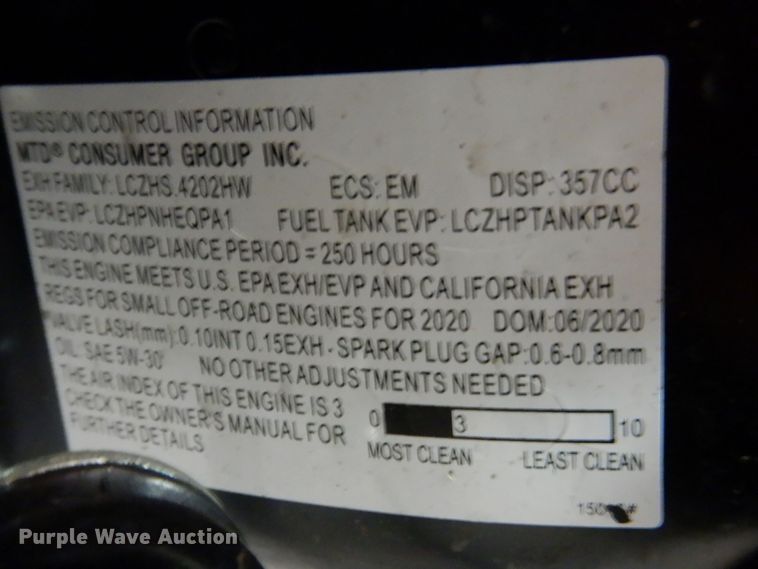 EMISSION CONTROL INFORMATION
MTD® CONSUMER GROUP INC.
EXH FAMILY: LCZHS.4202HW ECS: EM DISP: 357CC
EPA EVP: LCZHPNHEQPA1 FUEL TANK EVP: LCZHPTANKPA2
EMISSION COMPLIANCE PERIOD = 250 HOURS
THIS ENGINE MEETS U.S. EPA EXH/EVP AND CALIFORNIA EXH
REGS FOR SMALL OFF-ROAD ENGINES FOR 2020 DOM:06/2020
VALVE LASH(mm):0.10INT 0.15EXH - SPARK PLUG GAP:0.6-0.8mm
OIL SAE 5W-30 NO OTHER ADJUSTMENTS NEEDED
THE AIR INDEX OF THIS ENGINE IS 3
CHECK THE OWNER'S MANUAL FOR
FURTHER DETAILS
0 3 10
MOST CLEAN LEAST CLEAN
Purple Wave Auction